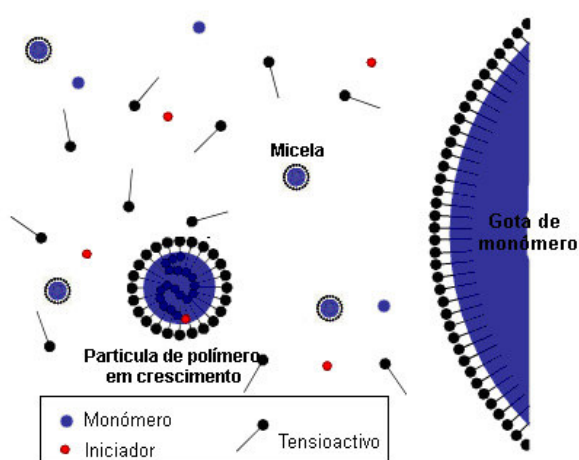 Micela
Gota de
monómero
Particula de polímero
em crescimento
Monómero
Iniciador
Tensioactivo